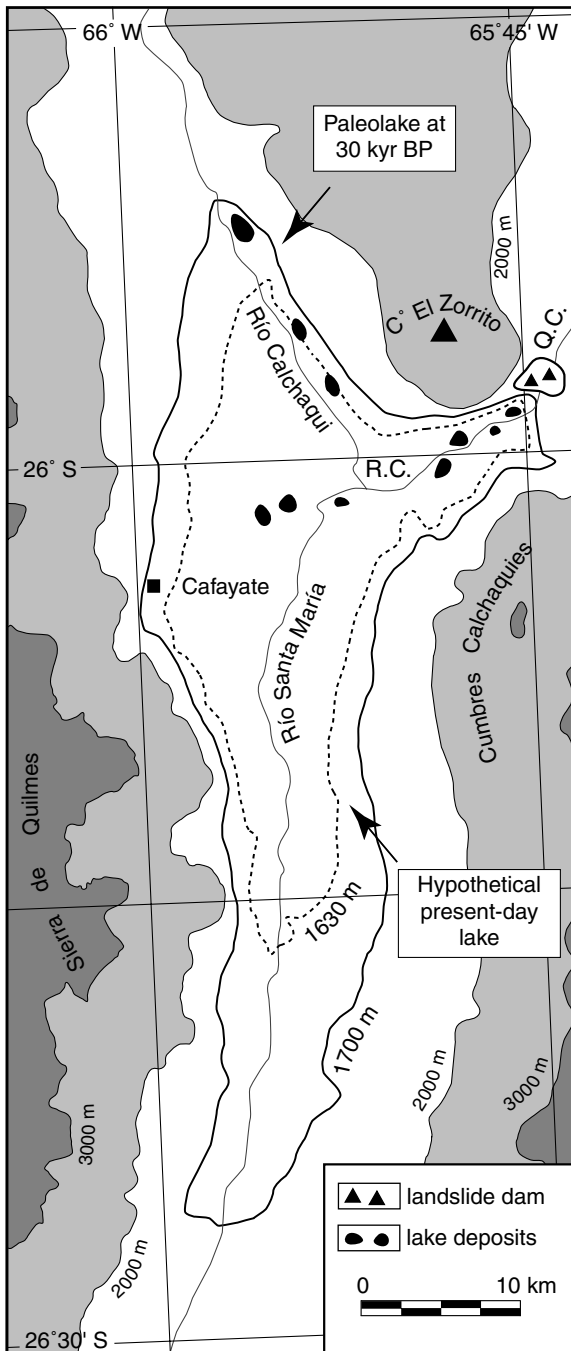 66° W
65°45' W
Paleolake at
30 kyr BP
2000 m
C° El Zorrito
Q.C.
Río Calchaqui
26° S
R.C.
Cafayate
Río Santa María
Cumbres Calchaquies
Sierra de Quilmes
Hypothetical
present-day
lake
1630 m
1700 m
2000 m
3000 m
3000 m
2000 m
landslide dam
lake deposits
0 10 km
26°30' S